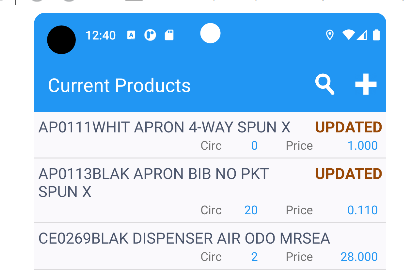 12:40
Current Products
AP0111WHIT APRON 4-WAY SPUN X UPDATED
Circ 0 Price 1.000
AP0113BLAK APRON BIB NO PKT UPDATED
SPUN X
Circ 20 Price 0.110
CE0269BLAK DISPENSER AIR ODO MRSEA
Circ 2 Price 28.000